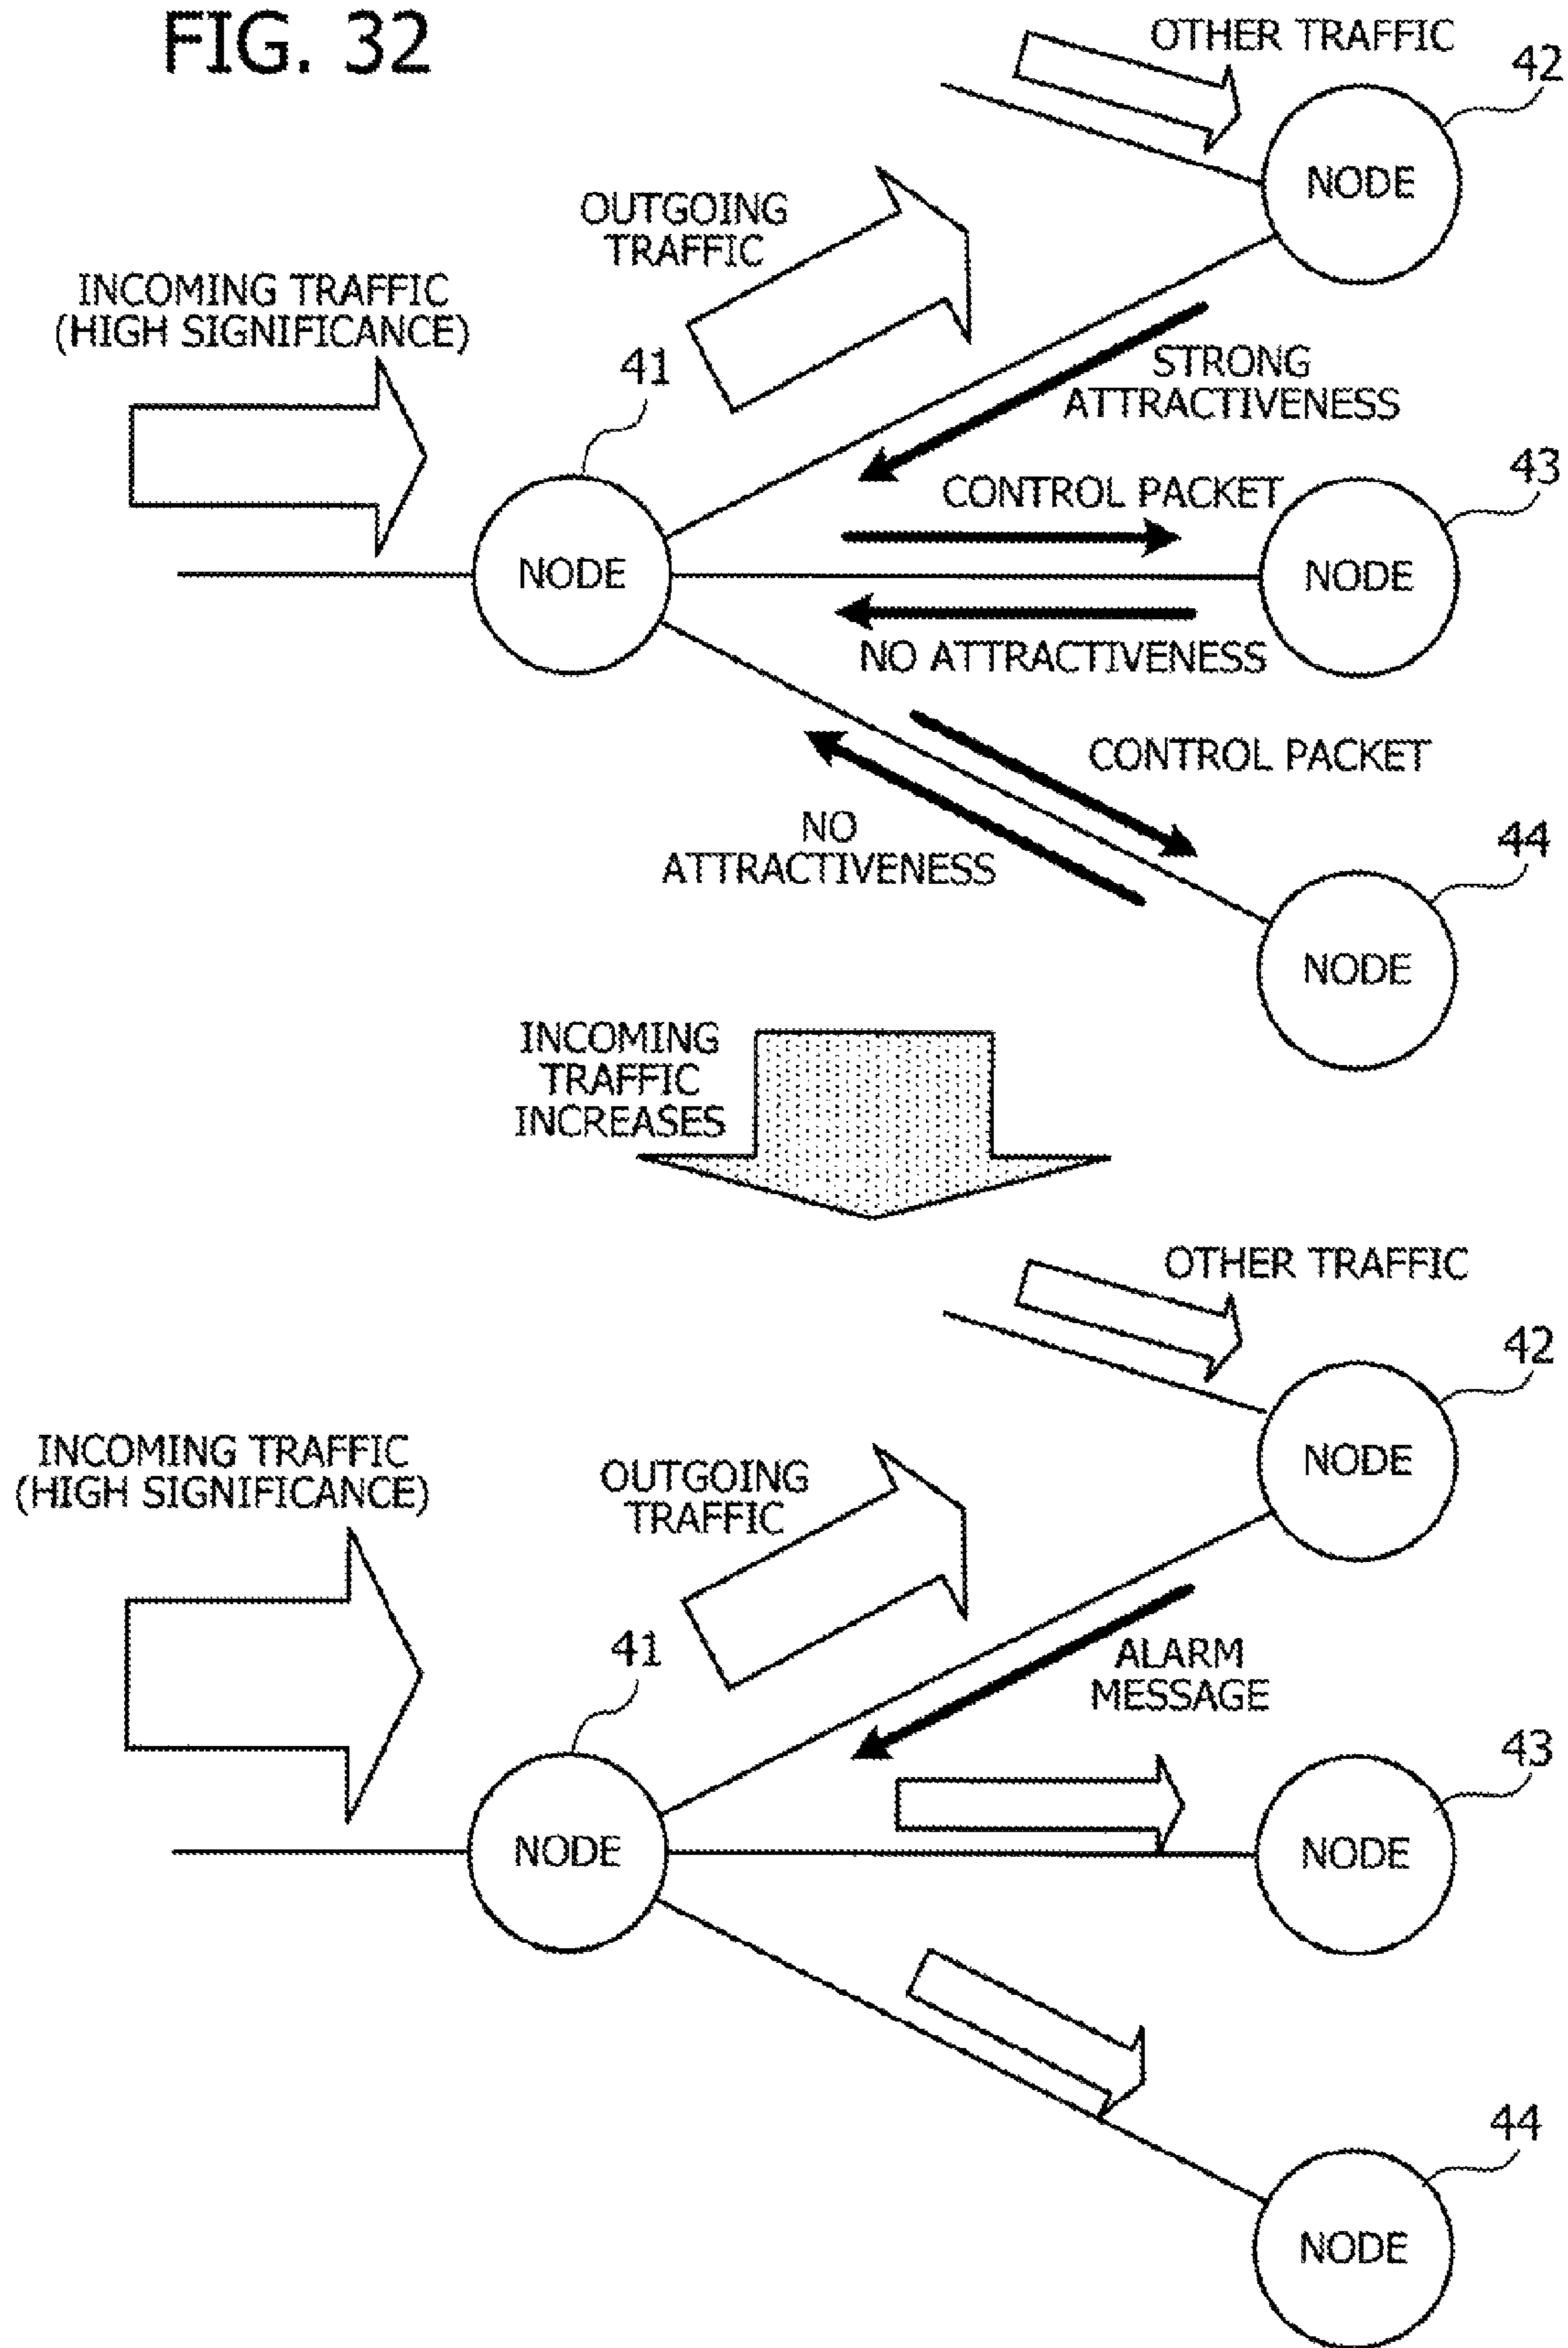 FIG. 32
OTHER TRAFFIC
42
NODE
OUTGOING
TRAFFIC
INCOMING TRAFFIC
(HIGH SIGNIFICANCE)
41
STRONG
ATTRACTIVENESS
43
CONTROL PACKET
NODE
NODE
NO ATTRACTIVENESS
CONTROL PACKET
NO
ATTRACTIVENESS
44
NODE
INCOMING
TRAFFIC
INCREASES
OTHER TRAFFIC
42
NODE
INCOMING TRAFFIC
(HIGH SIGNIFICANCE)
OUTGOING
TRAFFIC
41
ALARM
MESSAGE
43
NODE
NODE
44
NODE